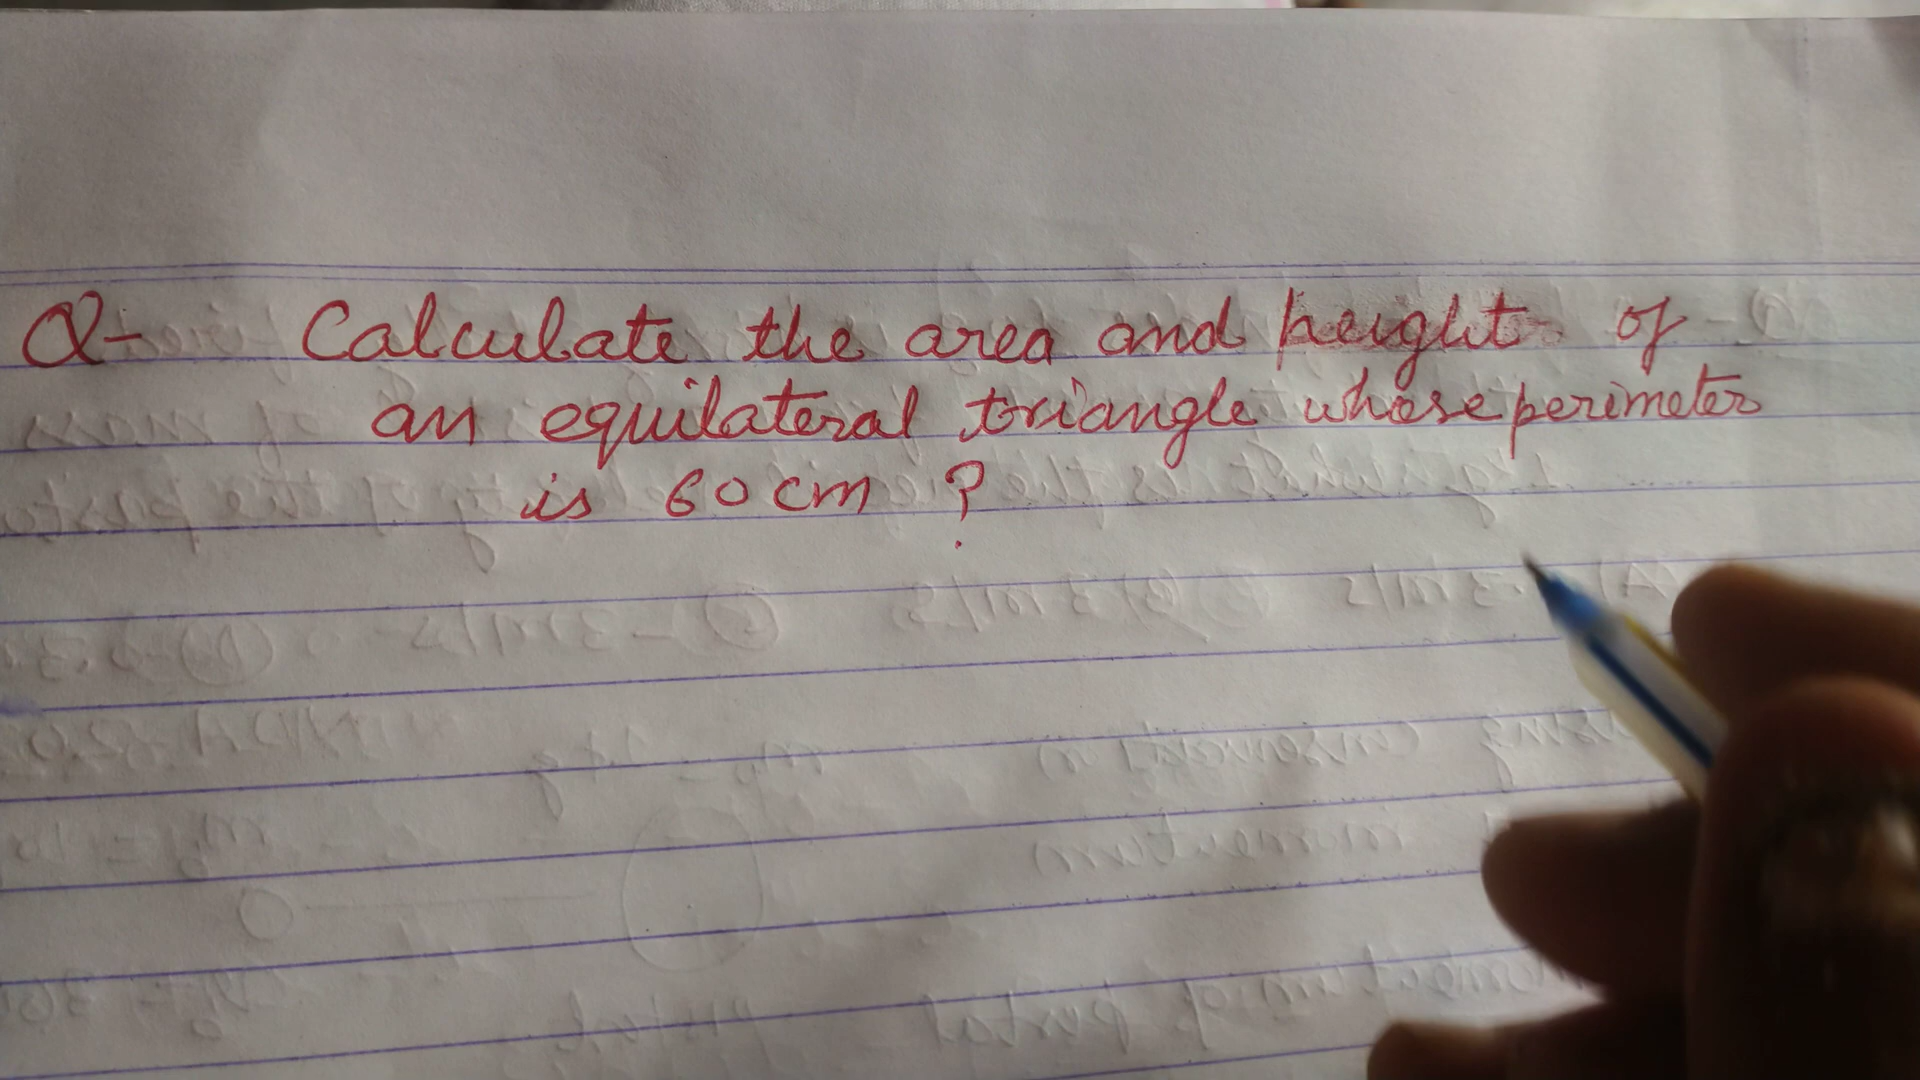 Q- Calculate the area and height of
an equilateral triangle whose perimeter
is 60 cm ?